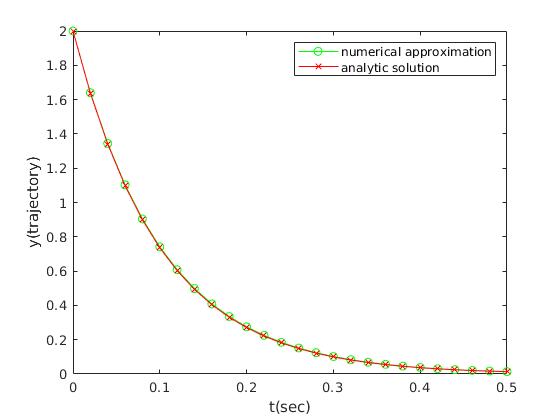 numerical approximation
analytic solution
2
1.8
1.6
1.4
1.2
1
0.8
0.6
0.4
0.2
0
y(trajectory)
0 0.1 0.2 0.3 0.4 0.5
t(sec)